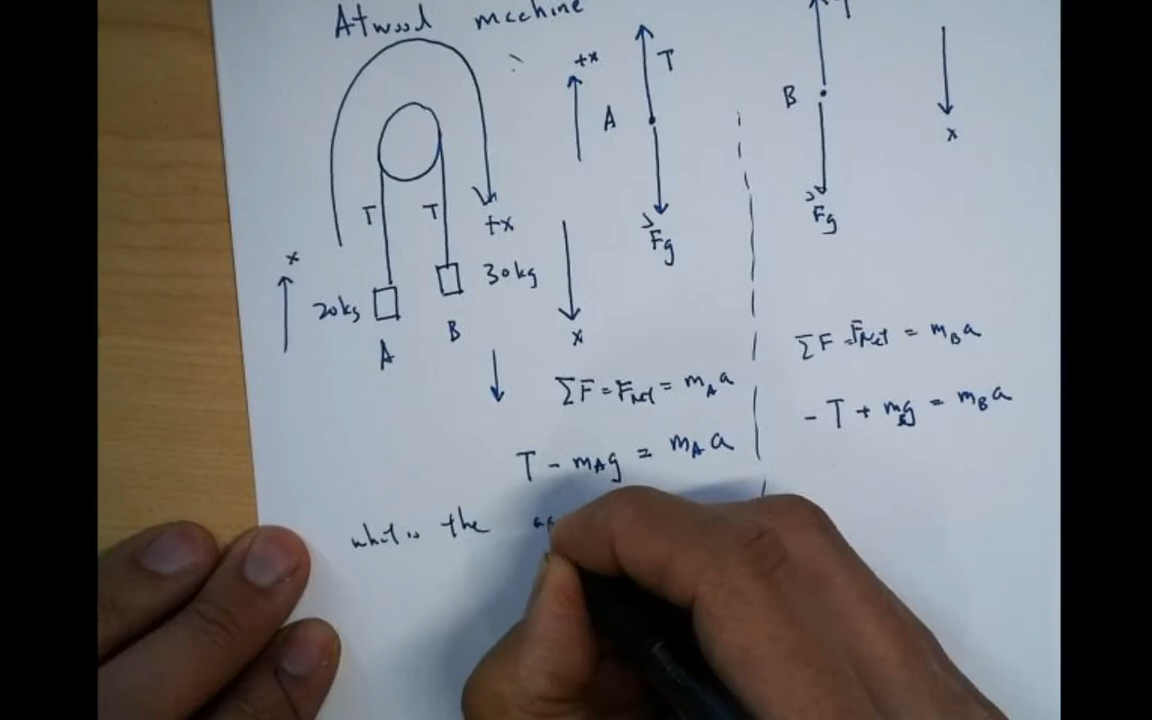 Atwood machine
+x
T
A
Fg
T
B
Fg
x
T T
+x
x
20kg
30kg
A
B
x
ΣF = FNet = mAa
T - mAg = mAa
ΣF = FNet = mBa
- T + mBg = mBa
what is the ac